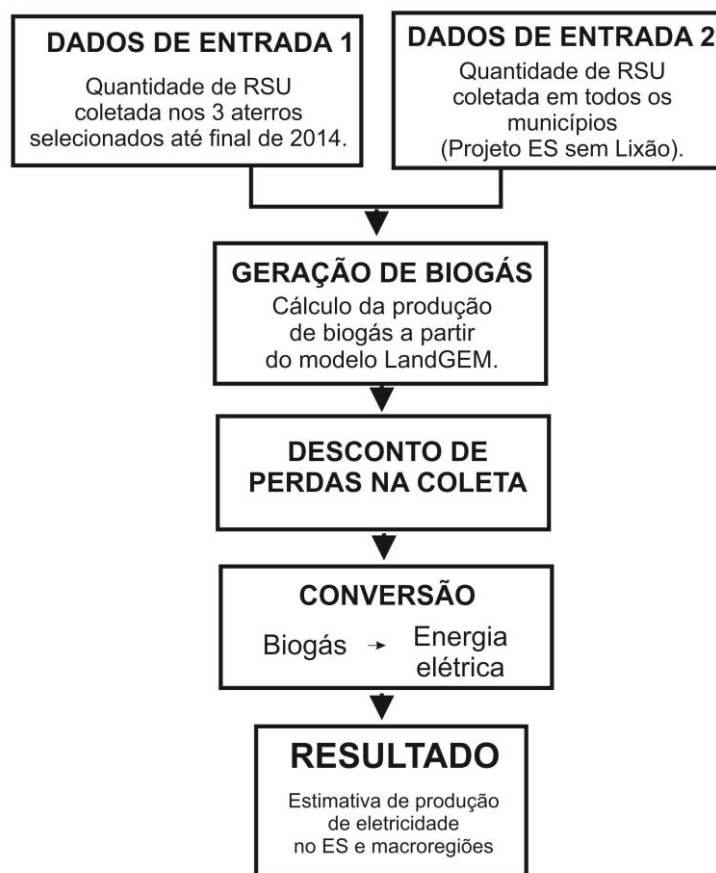 DADOS DE ENTRADA 1
Quantidade de RSU
coletada nos 3 aterros
selecionados até final de 2014.
DADOS DE ENTRADA 2
Quantidade de RSU
coletada em todos os
municípios
(Projeto ES sem Lixão).
GERAÇÃO DE BIOGÁS
Cálculo da produção
de biogás a partir
do modelo LandGEM.
DESCONTO DE
PERDAS NA COLETA
CONVERSÃO
Biogás → Energia
elétrica
RESULTADO
Estimativa de produção
de eletricidade
no ES e macroregiões